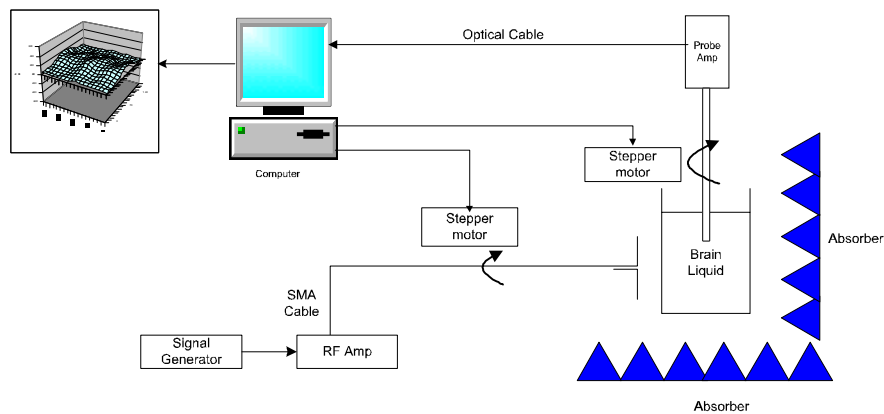 Optical Cable
Probe
Amp
Stepper
motor
Computer
Stepper
motor
Brain
Liquid
Absorber
SMA
Cable
Signal
Generator
RF Amp
Absorber